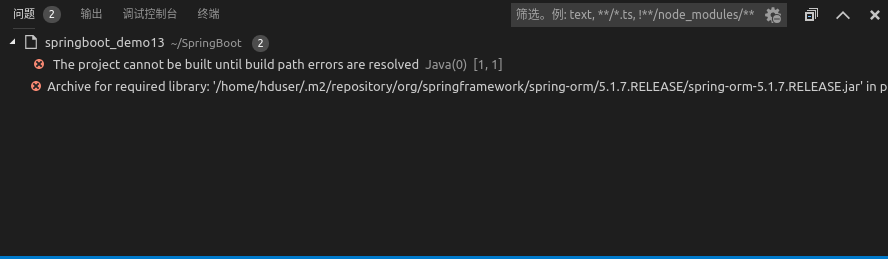 问题 2 输出 调试控制台 终端 筛选。例: text, **/*.ts, !**/node_modules/**
springboot_demo13 ~/SpringBoot 2
The project cannot be built until build path errors are resolved Java(0) [1, 1]
Archive for required library: '/home/hduser/.m2/repository/org/springframework/spring-orm/5.1.7.RELEASE/spring-orm-5.1.7.RELEASE.jar' in p